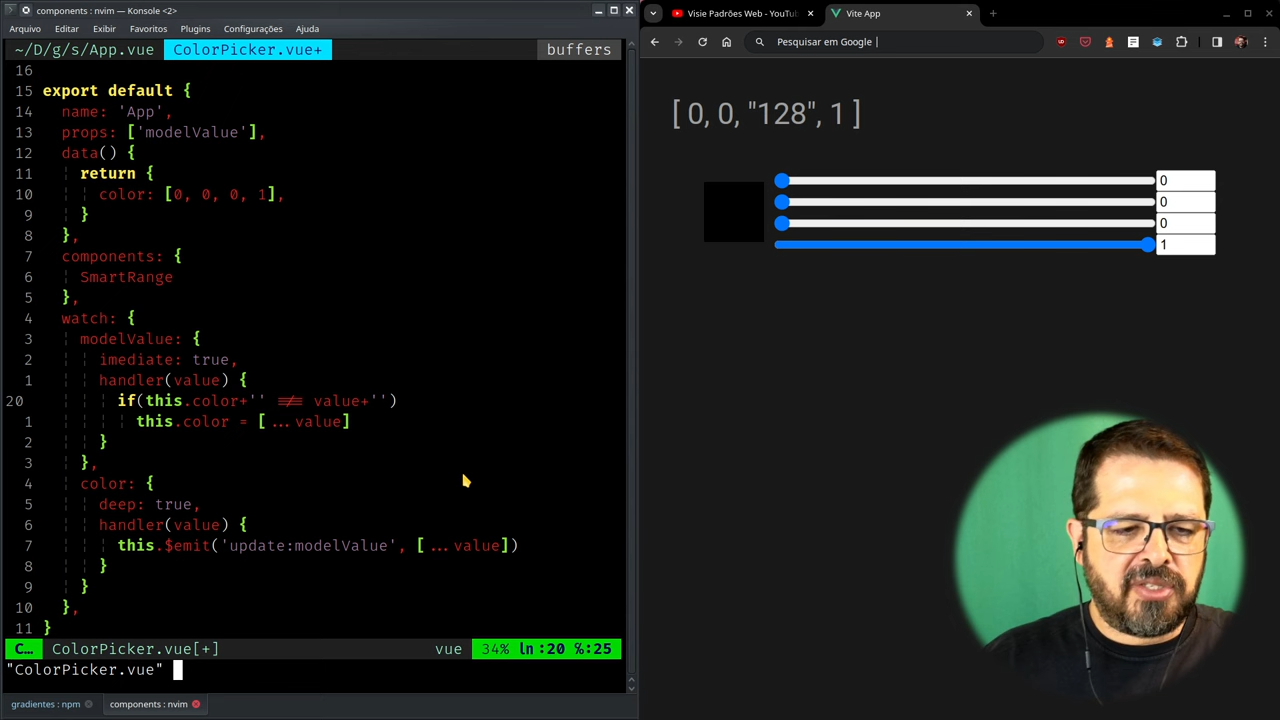 components : nvim — Konsole <2>
Arquivo Exibir Favoritos Plugins Configurações Ajuda
~/D/g/s/App.vue ColorPicker.vue+ buffers
16
15 export default {
14 name: 'App',
13 props: ['modelValue'],
12 data() {
11 return {
10 color: [0, 0, 0, 1],
9 }
8 },
7 components: {
6 SmartRange
5 },
4 watch: {
3 modelValue: {
2 imediate: true,
1 handler(value) {
20 if(this.color+'' !== value+'')
1 this.color = [...value]
2 }
3 },
4 color: {
5 deep: true,
6 handler(value) {
7 this.$emit('update:modelValue', [...value])
8 }
9 }
10 },
11 }
C… ColorPicker.vue[+] vue 34% ln:20 %:25
"ColorPicker.vue"
gradientes : npm components : nvim
Visie Padrões Web - YouTu Vite App
Pesquisar em Google
[ 0, 0, "128", 1 ]
0
0
0
1